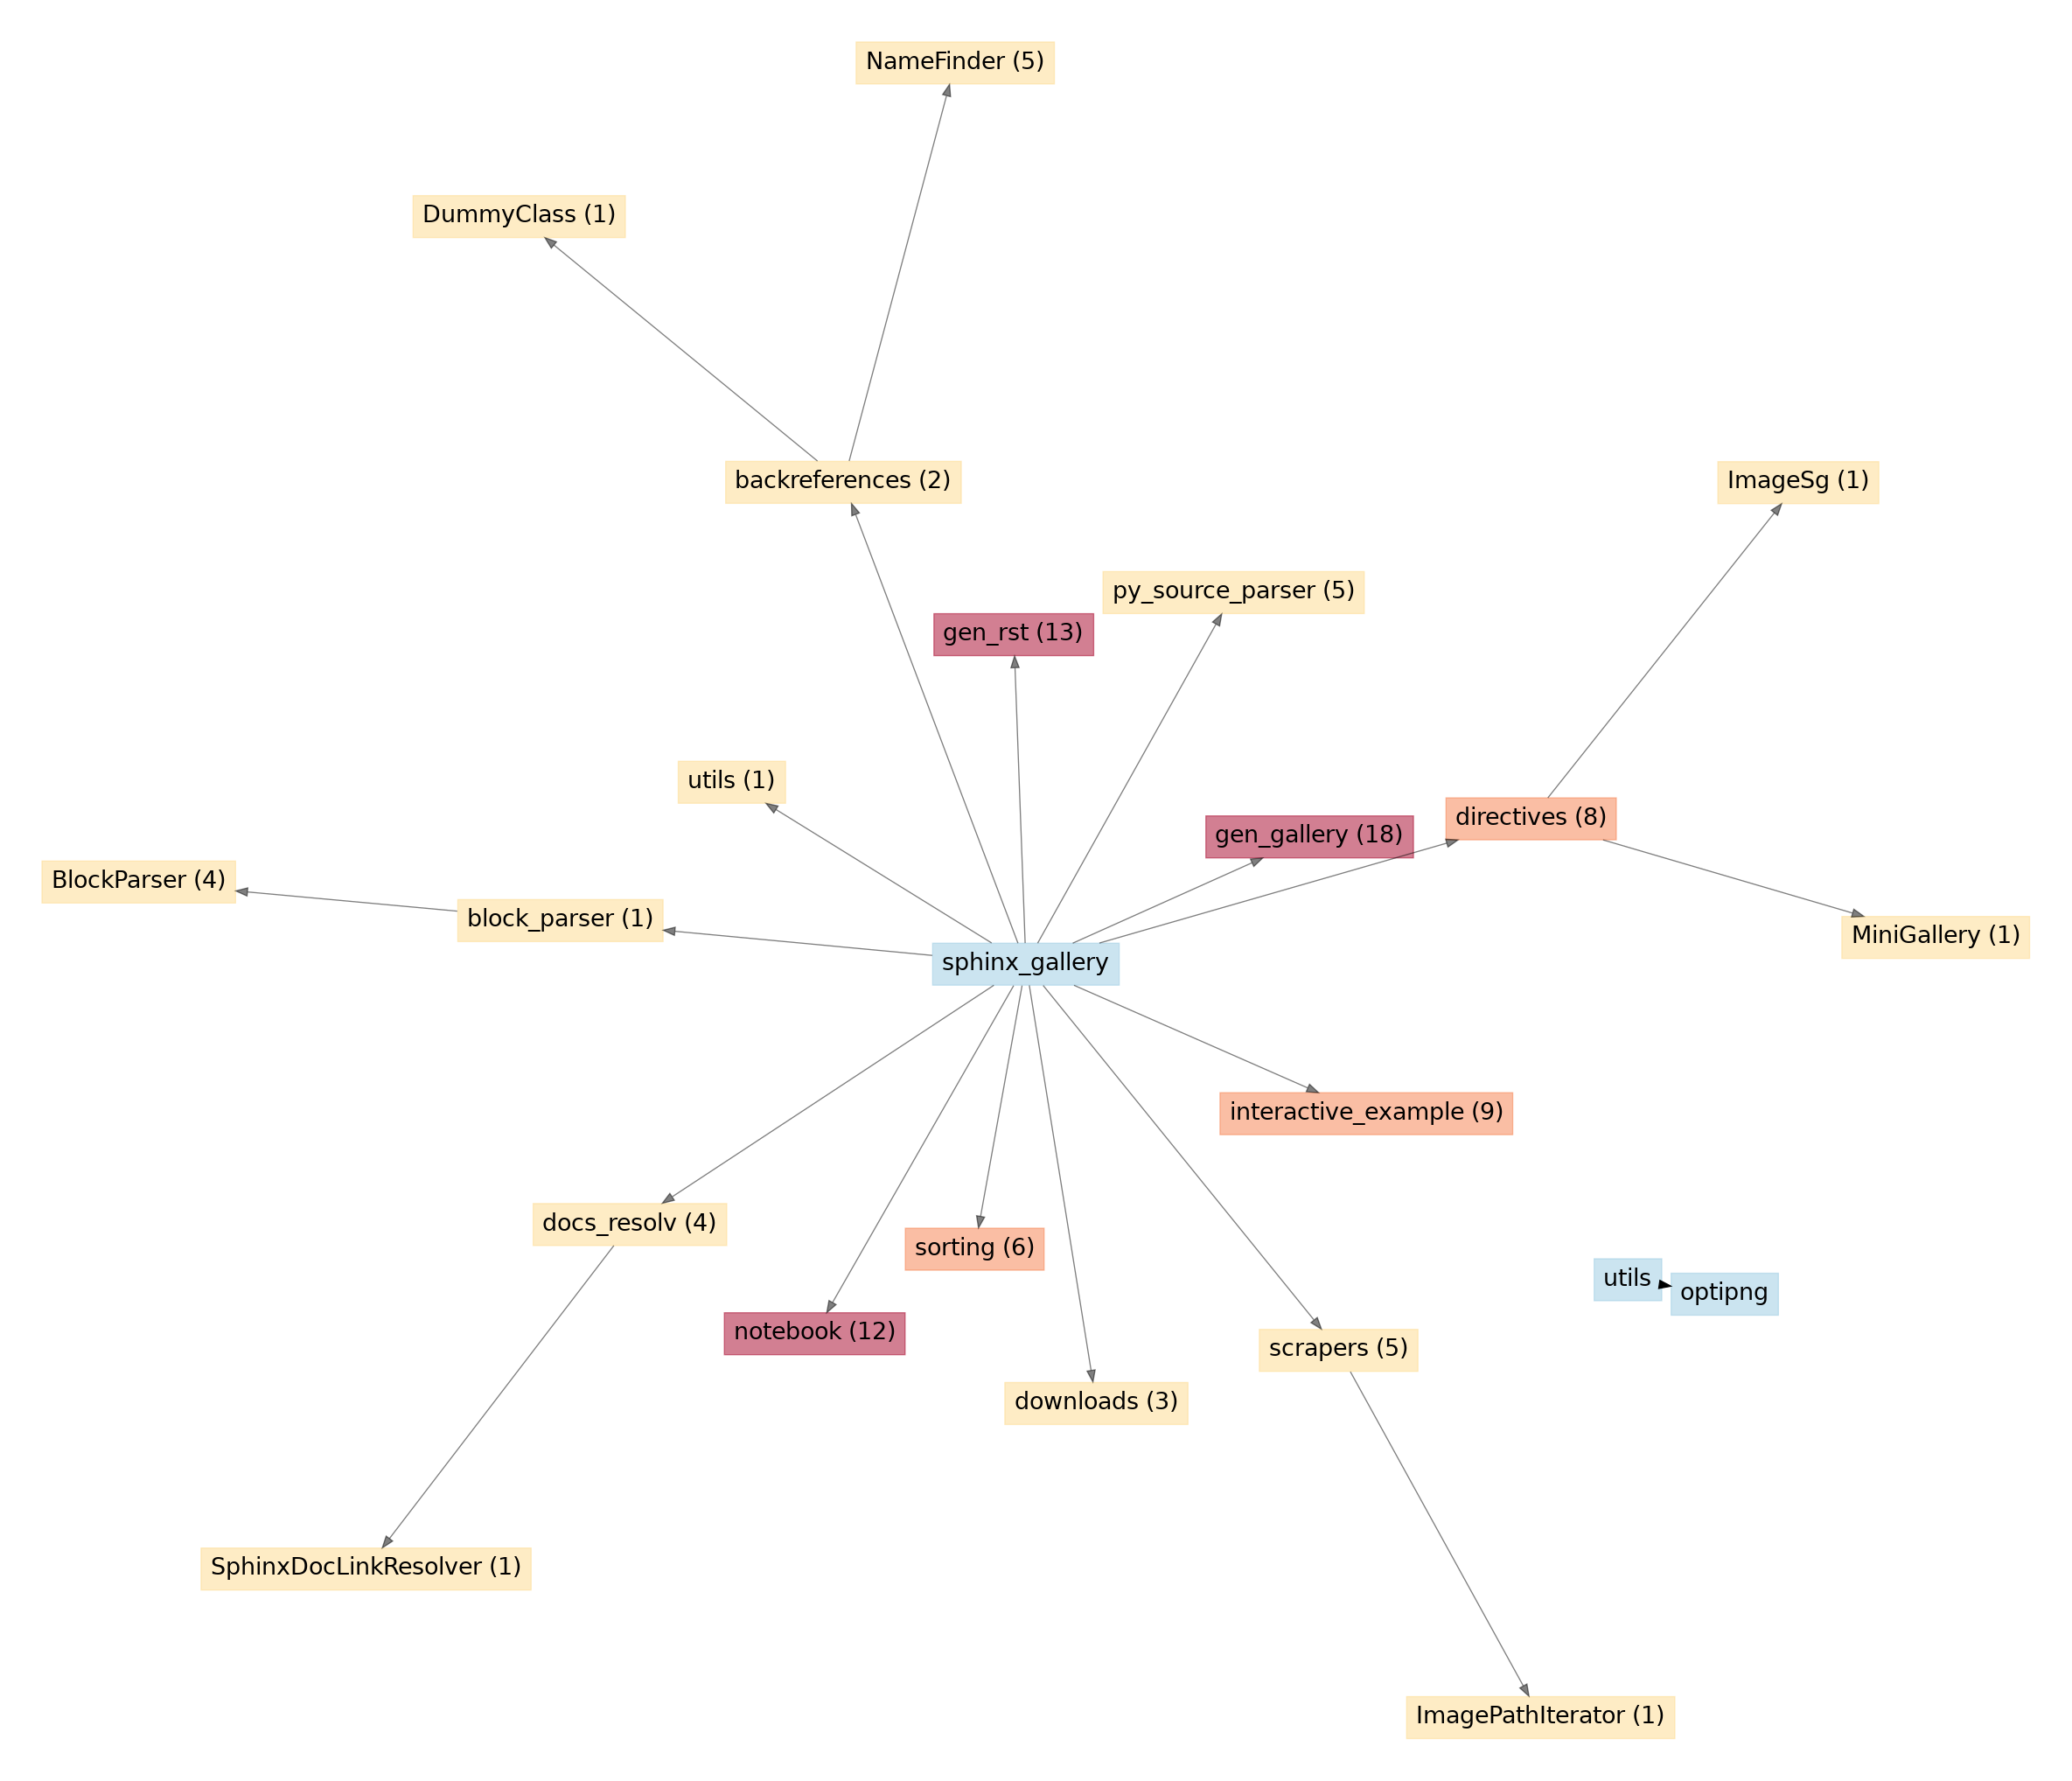 NameFinder (5)
DummyClass (1)
backreferences (2)
ImageSg (1)
py_source_parser (5)
gen_rst (13)
utils (1)
directives (8)
gen_gallery (18)
BlockParser (4)
block_parser (1)
MiniGallery (1)
sphinx_gallery
interactive_example (9)
docs_resolv (4)
sorting (6)
utils
optipng
notebook (12)
scrapers (5)
downloads (3)
SphinxDocLinkResolver (1)
ImagePathIterator (1)